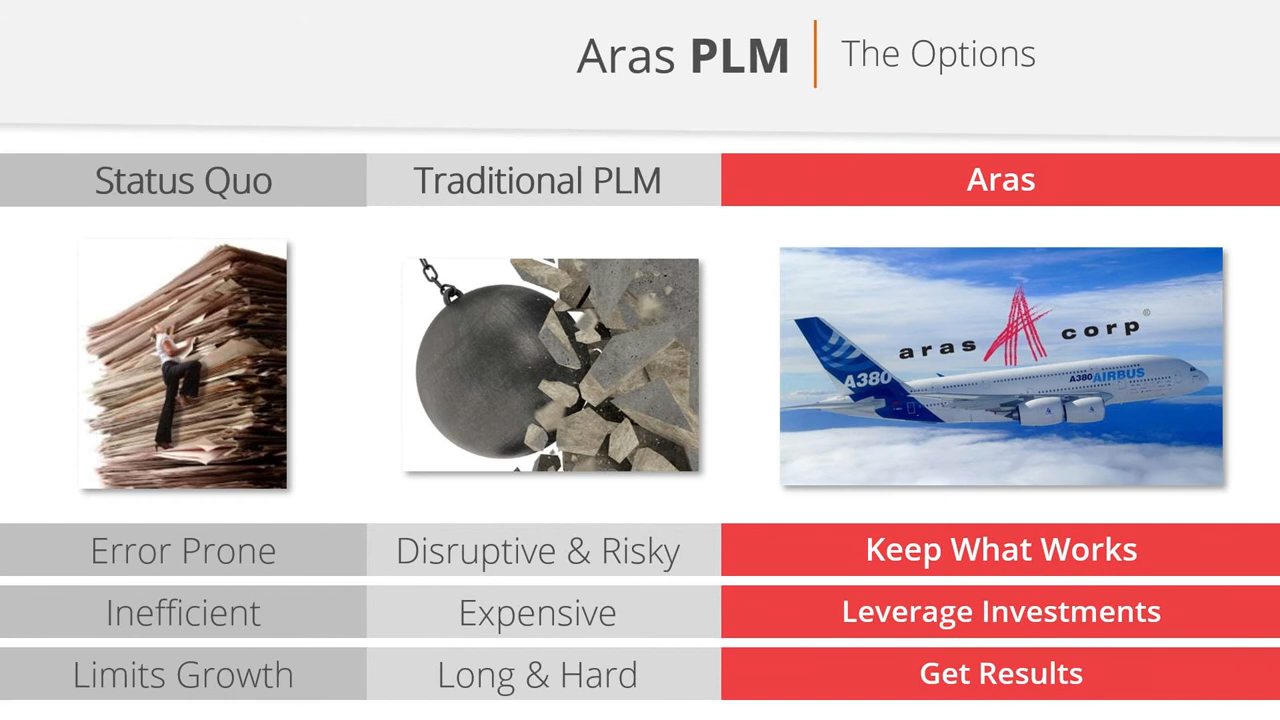 Aras PLM | The Options
Status Quo
Traditional PLM
Aras
aras A corp ®
A380
A380 AIRBUS
Error Prone
Disruptive & Risky
Keep What Works
Inefficient
Expensive
Leverage Investments
Limits Growth
Long & Hard
Get Results